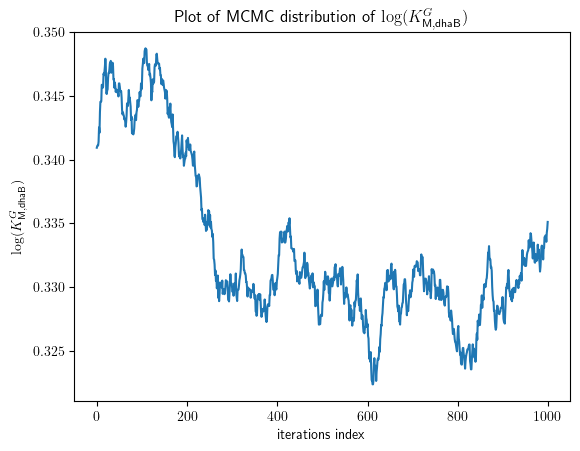 Plot of MCMC distribution of log(K^G_M,dhaB)
0.350
0.345
0.340
0.335
0.330
0.325
log(K^G_M,dhaB)
0 200 400 600 800 1000
iterations index